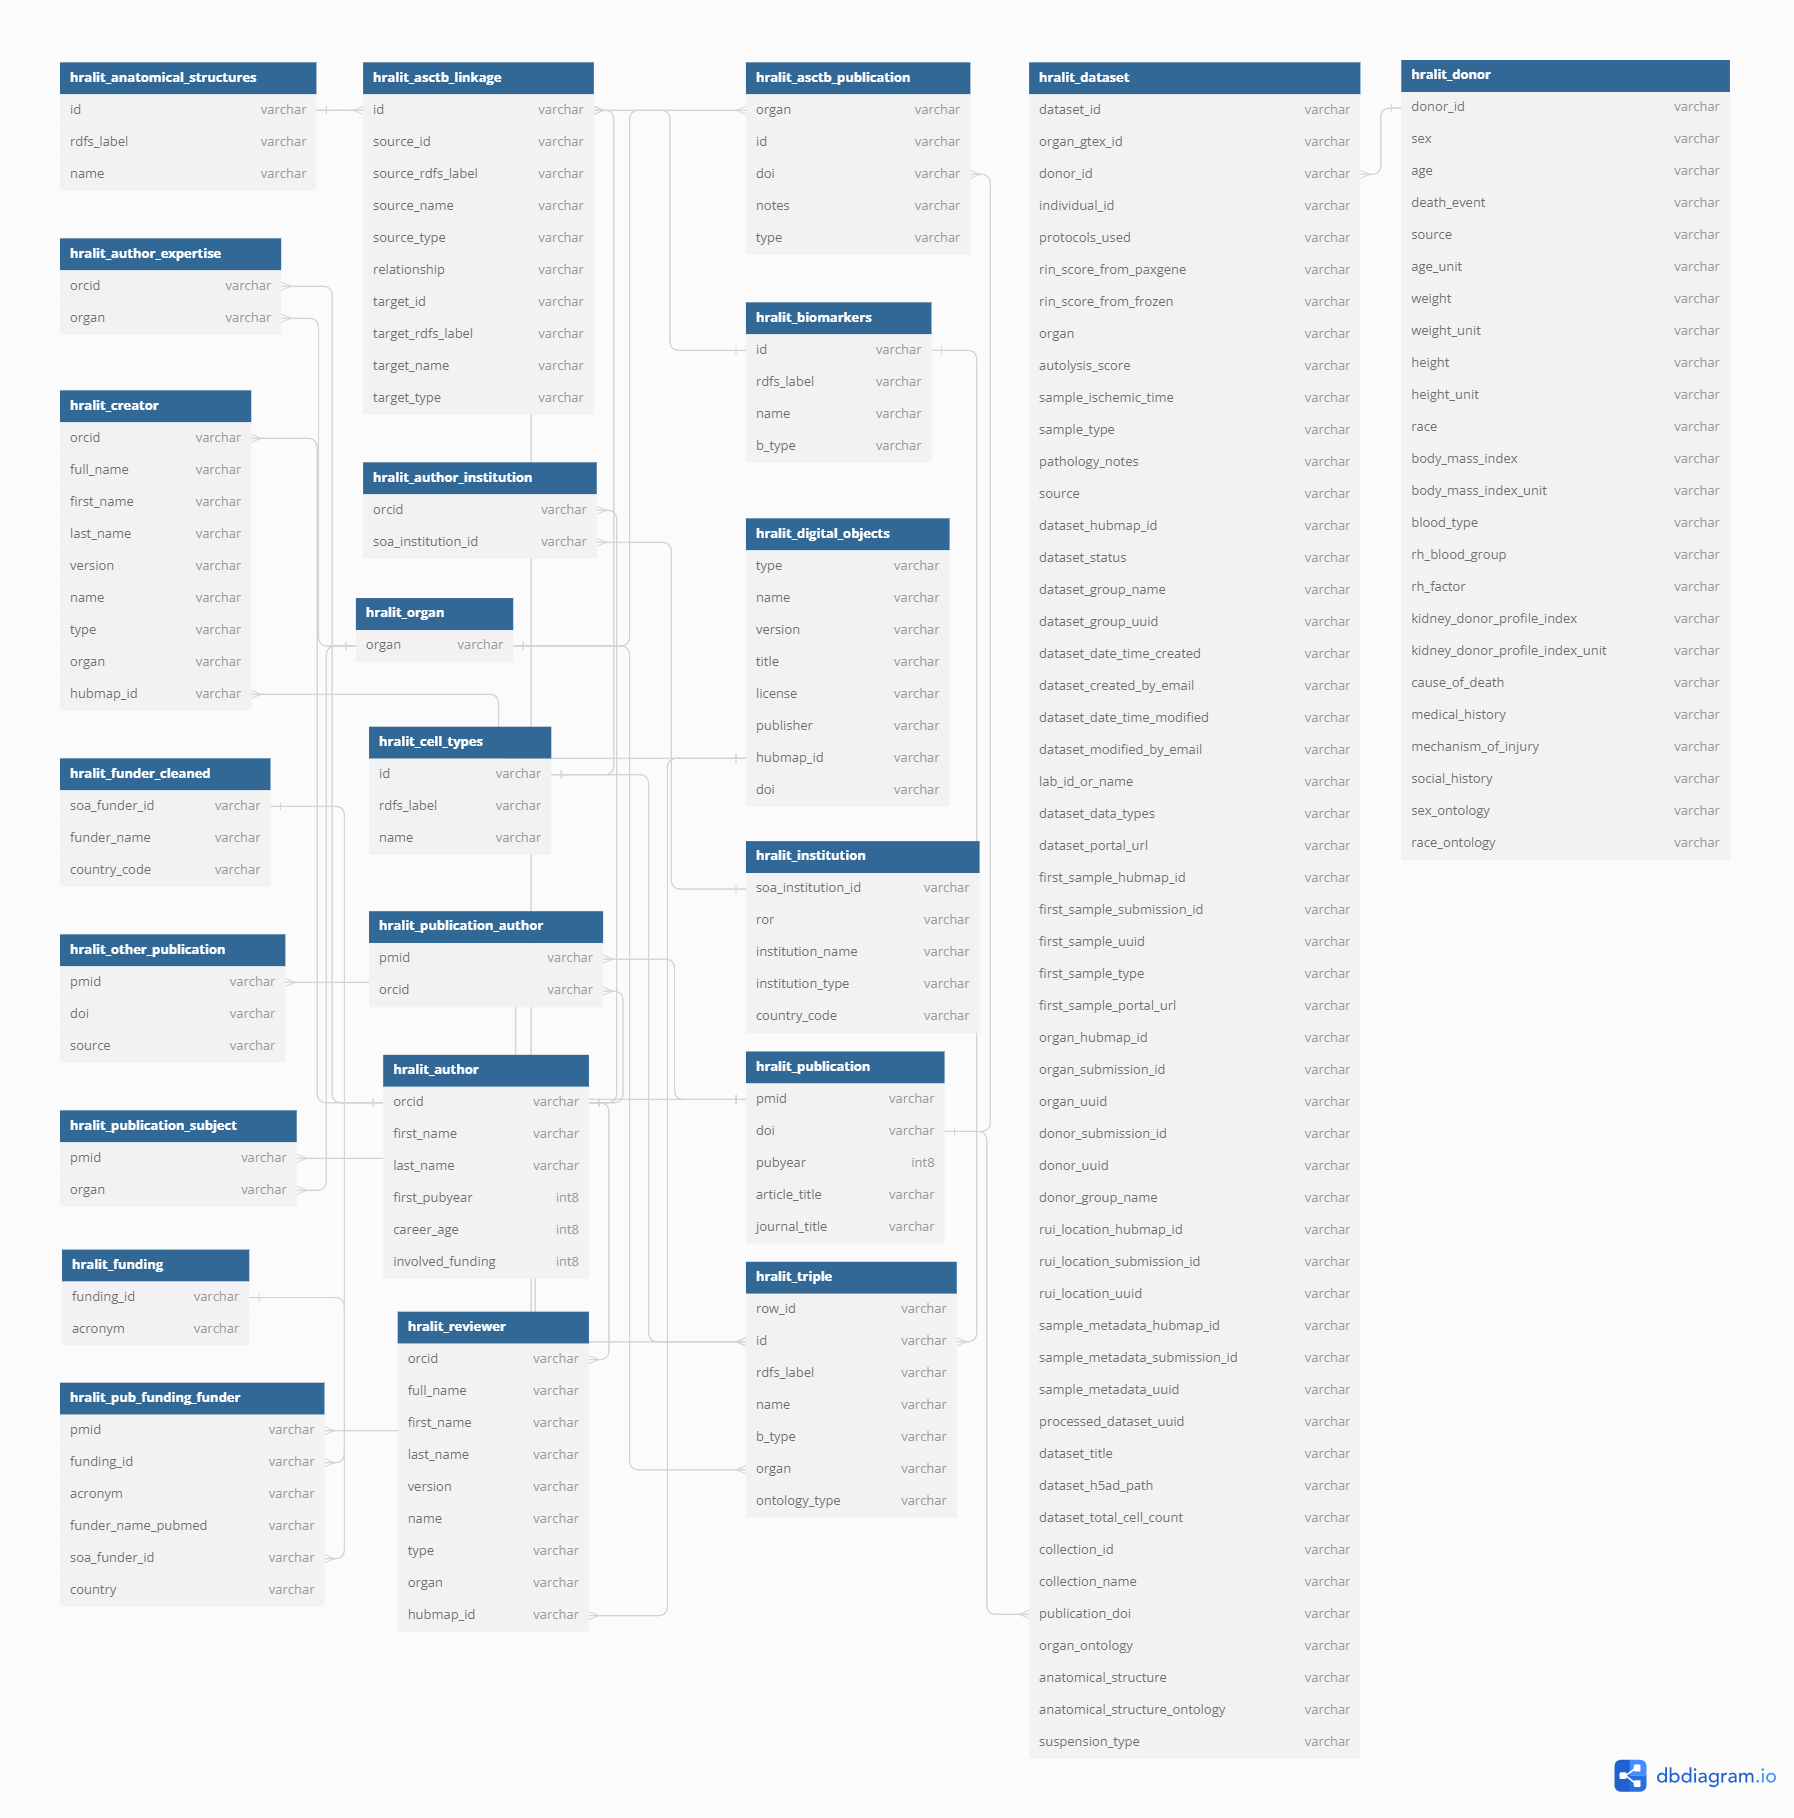 hralit_anatomical_structures
id varchar
rdfs_label varchar
name varchar
hralit_author_expertise
orcid varchar
organ varchar
hralit_creator
orcid varchar
full_name varchar
first_name varchar
last_name varchar
version varchar
name varchar
type varchar
organ varchar
hubmap_id varchar
hralit_funder_cleaned
soa_funder_id varchar
funder_name varchar
country_code varchar
hralit_other_publication
pmid varchar
doi varchar
source varchar
hralit_publication_subject
pmid varchar
organ varchar
hralit_funding
funding_id varchar
acronym varchar
hralit_pub_funding_funder
pmid varchar
funding_id varchar
acronym varchar
funder_name_pubmed varchar
soa_funder_id varchar
country varchar
hralit_asctb_linkage
id varchar
source_id varchar
source_rdfs_label varchar
source_name varchar
source_type varchar
relationship varchar
target_id varchar
target_rdfs_label varchar
target_name varchar
target_type varchar
hralit_author_institution
orcid varchar
soa_institution_id varchar
hralit_organ
organ varchar
hralit_cell_types
id varchar
rdfs_label varchar
name varchar
hralit_publication_author
pmid varchar
orcid varchar
hralit_author
orcid varchar
first_name varchar
last_name varchar
first_pubyear int8
career_age int8
involved_funding int8
hralit_reviewer
orcid varchar
full_name varchar
first_name varchar
last_name varchar
version varchar
name varchar
type varchar
organ varchar
hubmap_id varchar
hralit_asctb_publication
organ varchar
id varchar
doi varchar
notes varchar
type varchar
hralit_biomarkers
id varchar
rdfs_label varchar
name varchar
b_type varchar
hralit_digital_objects
type varchar
name varchar
version varchar
title varchar
license varchar
publisher varchar
hubmap_id varchar
doi varchar
hralit_institution
soa_institution_id varchar
ror varchar
institution_name varchar
institution_type varchar
country_code varchar
hralit_publication
pmid varchar
doi varchar
pubyear int8
article_title varchar
journal_title varchar
hralit_triple
row_id varchar
id varchar
rdfs_label varchar
name varchar
b_type varchar
organ varchar
ontology_type varchar
hralit_dataset
dataset_id varchar
organ_gtex_id varchar
donor_id varchar
individual_id varchar
protocols_used varchar
rin_score_from_paxgene varchar
rin_score_from_frozen varchar
organ varchar
autolysis_score varchar
sample_ischemic_time varchar
sample_type varchar
pathology_notes varchar
source varchar
dataset_hubmap_id varchar
dataset_status varchar
dataset_group_name varchar
dataset_group_uuid varchar
dataset_date_time_created varchar
dataset_created_by_email varchar
dataset_date_time_modified varchar
dataset_modified_by_email varchar
lab_id_or_name varchar
dataset_data_types varchar
dataset_portal_url varchar
first_sample_hubmap_id varchar
first_sample_submission_id varchar
first_sample_uuid varchar
first_sample_type varchar
first_sample_portal_url varchar
organ_hubmap_id varchar
organ_submission_id varchar
organ_uuid varchar
donor_submission_id varchar
donor_uuid varchar
donor_group_name varchar
rui_location_hubmap_id varchar
rui_location_submission_id varchar
rui_location_uuid varchar
sample_metadata_hubmap_id varchar
sample_metadata_submission_id varchar
sample_metadata_uuid varchar
processed_dataset_uuid varchar
dataset_title varchar
dataset_h5ad_path varchar
dataset_total_cell_count varchar
collection_id varchar
collection_name varchar
publication_doi varchar
organ_ontology varchar
anatomical_structure varchar
anatomical_structure_ontology varchar
suspension_type varchar
hralit_donor
donor_id varchar
sex varchar
age varchar
death_event varchar
source varchar
age_unit varchar
weight varchar
weight_unit varchar
height varchar
height_unit varchar
race varchar
body_mass_index varchar
body_mass_index_unit varchar
blood_type varchar
rh_blood_group varchar
rh_factor varchar
kidney_donor_profile_index varchar
kidney_donor_profile_index_unit varchar
cause_of_death varchar
medical_history varchar
mechanism_of_injury varchar
social_history varchar
sex_ontology varchar
race_ontology varchar
dbdiagram.io